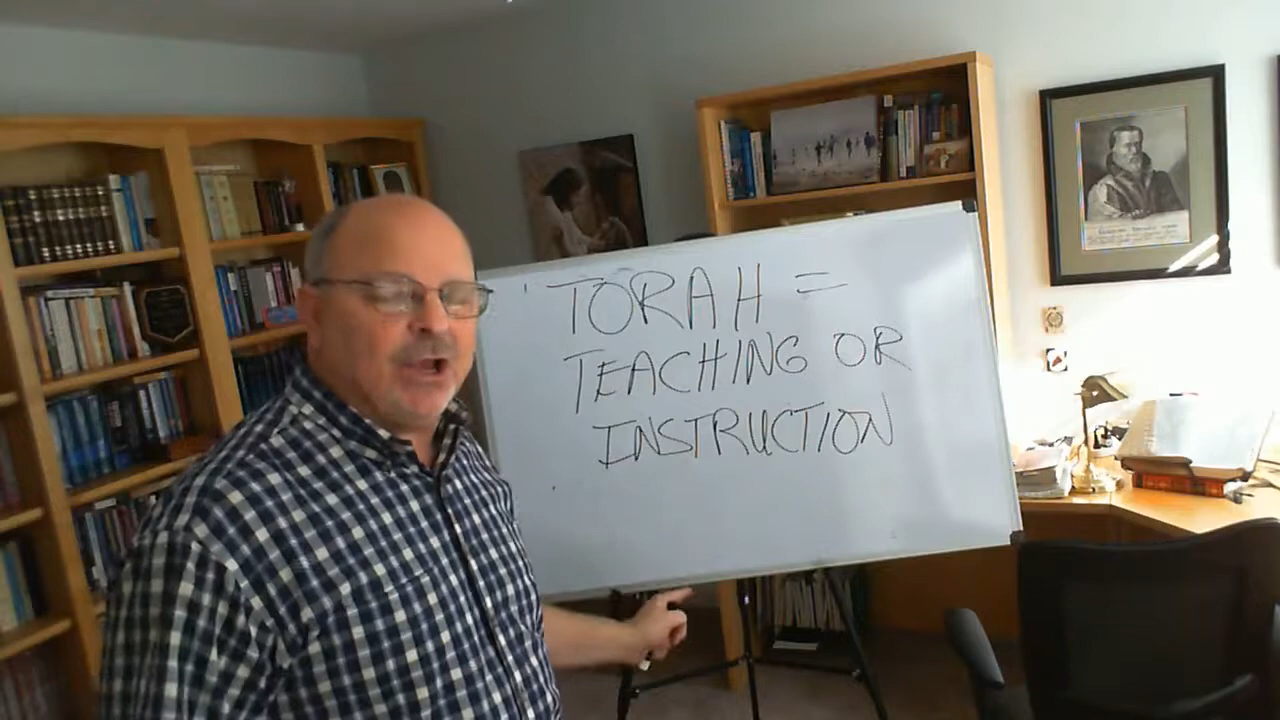 TORAH =
TEACHING OR
INSTRUCTION